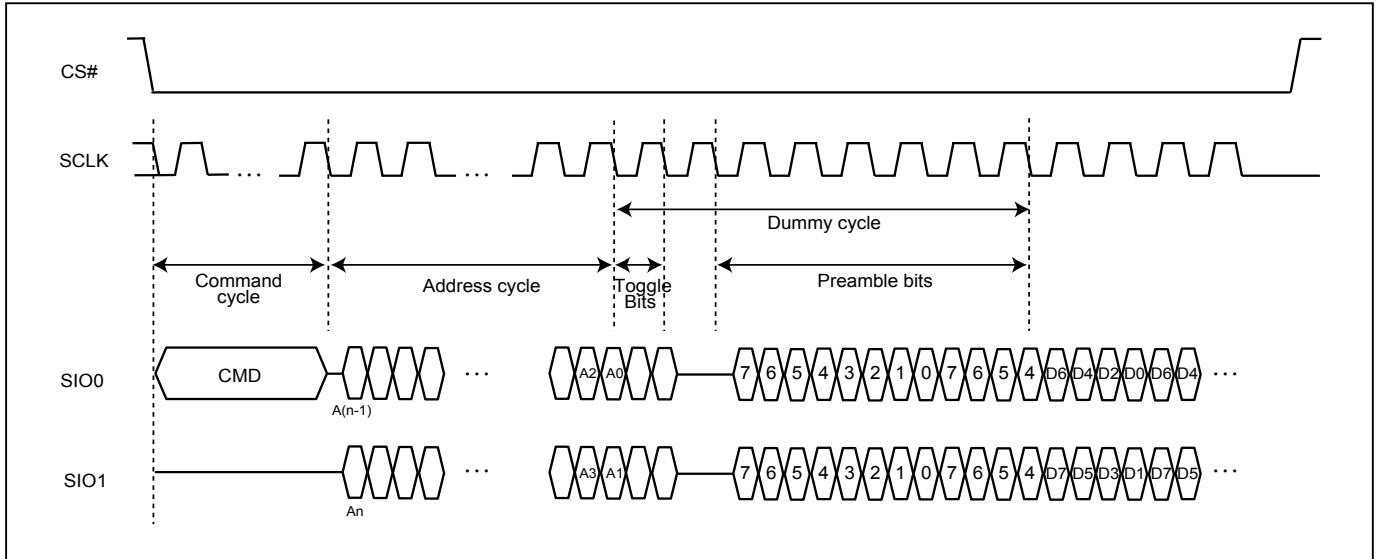 CS#
SCLK
... ...
Dummy cycle
Command
cycle
Address cycle
Toggle
Bits
Preamble bits
SIO0 CMD ... A2 A0 7 6 5 4 3 2 1 0 7 6 5 4 D6 D4 D2 D0 D6 D4 ...
A(n-1)
SIO1 ... A3 A1 7 6 5 4 3 2 1 0 7 6 5 4 D7 D5 D3 D1 D7 D5 ...
An